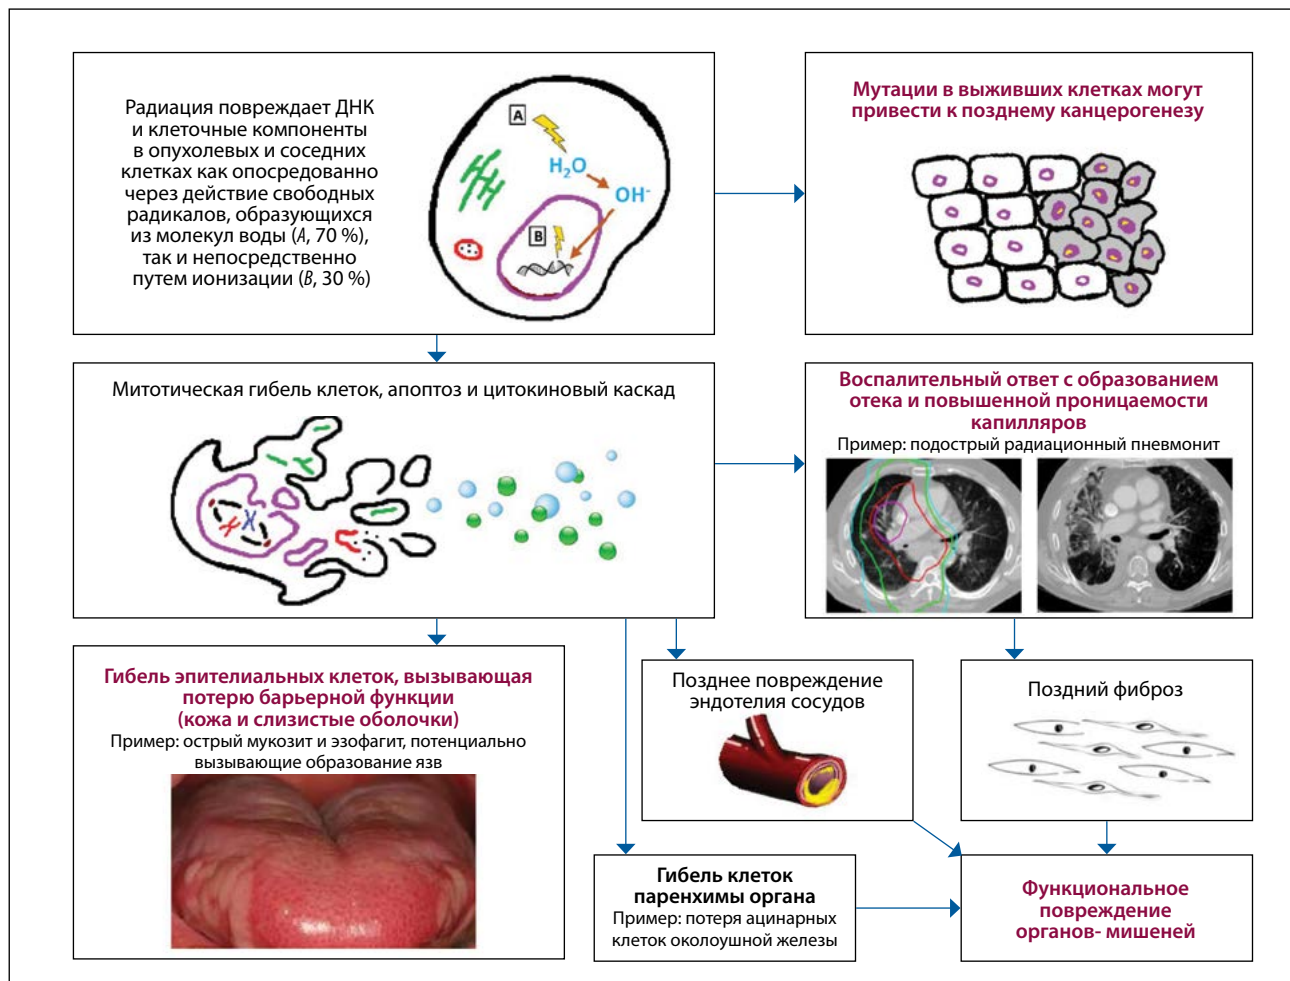 Радиация повреждает ДНК
и клеточные компоненты
в опухолевых и соседних
клетках как опосредованно
через действие свободных
радикалов, образующихся
из молекул воды (A, 70 %),
так и непосредственно
путем ионизации (B, 30 %)
A
H₂O
OH⁻
B
Мутации в выживших клетках могут
привести к позднему канцерогенезу
Митотическая гибель клеток, апоптоз и цитокиновый каскад
Воспалительный ответ с образованием
отека и повышенной проницаемости
капилляров
Пример: подострый радиационный пневмонит
Гибель эпителиальных клеток, вызывающая
потерю барьерной функции
(кожа и слизистые оболочки)
Пример: острый мукозит и эзофагит, потенциально
вызывающие образование язв
Позднее повреждение
эндотелия сосудов
Поздний фиброз
Гибель клеток
паренхимы органа
Пример: потеря ацинарных
клеток околоушной железы
Функциональное
повреждение
органов- мишеней